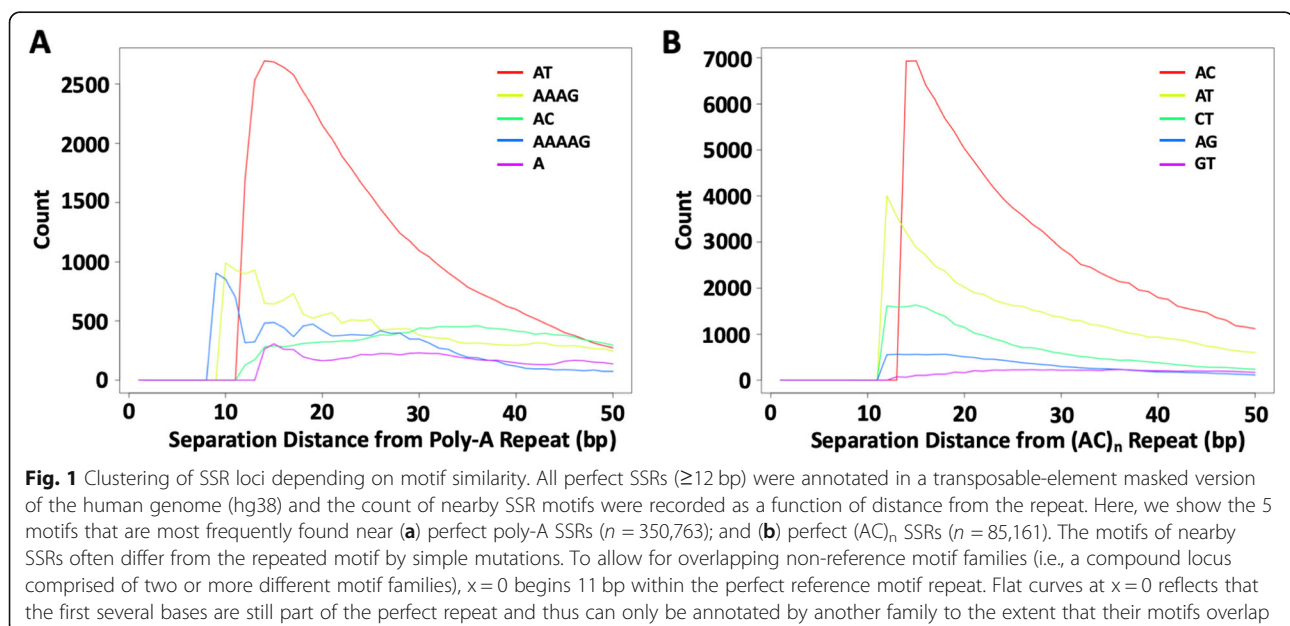 A
B
2500
2000
1500
1000
500
0
Count
AT
AAAG
AC
AAAAG
A
0 10 20 30 40 50
Separation Distance from Poly-A Repeat (bp)
7000
6000
5000
4000
3000
2000
1000
0
Count
AC
AT
CT
AG
GT
0 10 20 30 40 50
Separation Distance from (AC)n Repeat (bp)
Fig. 1 Clustering of SSR loci depending on motif similarity. All perfect SSRs (≥12 bp) were annotated in a transposable-element masked version
of the human genome (hg38) and the count of nearby SSR motifs were recorded as a function of distance from the repeat. Here, we show the 5
motifs that are most frequently found near (a) perfect poly-A SSRs (n = 350,763); and (b) perfect (AC)n SSRs (n = 85,161). The motifs of nearby
SSRs often differ from the repeated motif by simple mutations. To allow for overlapping non-reference motif families (i.e., a compound locus
comprised of two or more different motif families), x = 0 begins 11 bp within the perfect reference motif repeat. Flat curves at x = 0 reflects that
the first several bases are still part of the perfect repeat and thus can only be annotated by another family to the extent that their motifs overlap